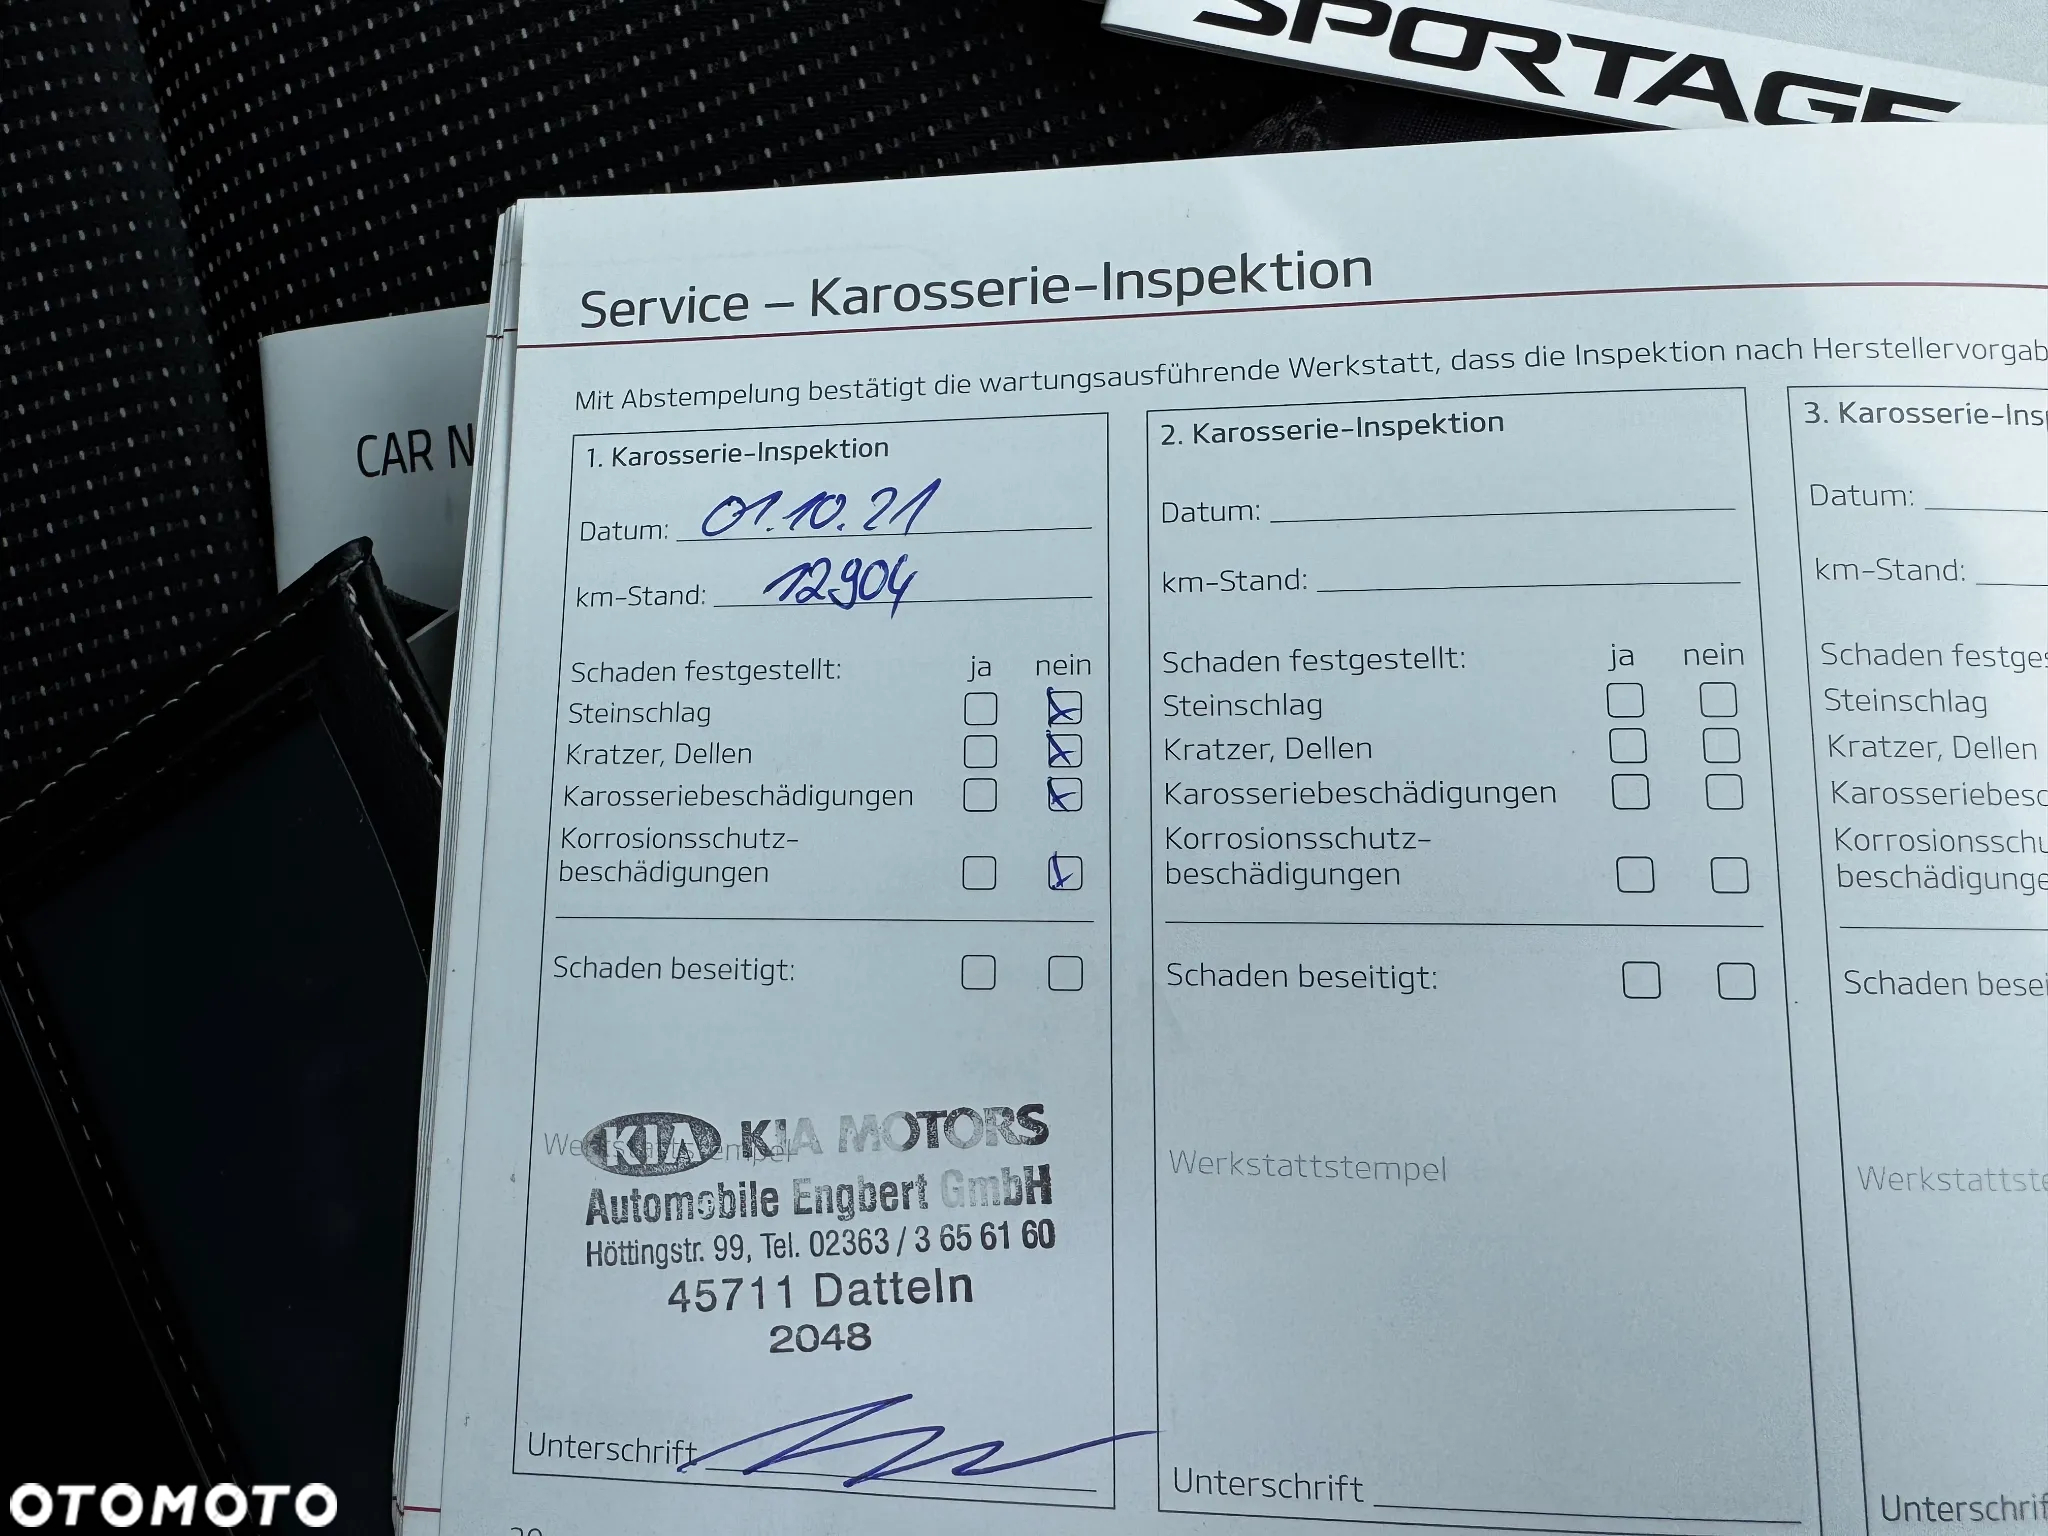 SPORTAGE
CAR N
Service – Karosserie-Inspektion
Mit Abstempelung bestätigt die wartungsausführende Werkstatt, dass die Inspektion nach Herstellervorgab
1. Karosserie-Inspektion
Datum: 01.10.21
km-Stand: 12904
Schaden festgestellt: ja nein
Steinschlag
Kratzer, Dellen
Karosseriebeschädigungen
Korrosionsschutz-
beschädigungen
Schaden beseitigt:
Werkstattstempel
KIA KIA MOTORS
Automobile Engbert GmbH
Höttingstr. 99, Tel. 02363 / 3 65 61 60
45711 Datteln
2048
Unterschrift
2. Karosserie-Inspektion
Datum:
km-Stand:
Schaden festgestellt: ja nein
Steinschlag
Kratzer, Dellen
Karosseriebeschädigungen
Korrosionsschutz-
beschädigungen
Schaden beseitigt:
Werkstattstempel
Unterschrift
3. Karosserie-Ins
Datum:
km-Stand:
Schaden festges
Steinschlag
Kratzer, Dellen
Karosseriebesc
Korrosionsschu
beschädigunge
Schaden besei
Werkstattste
Unterschrif
OTOMOTO